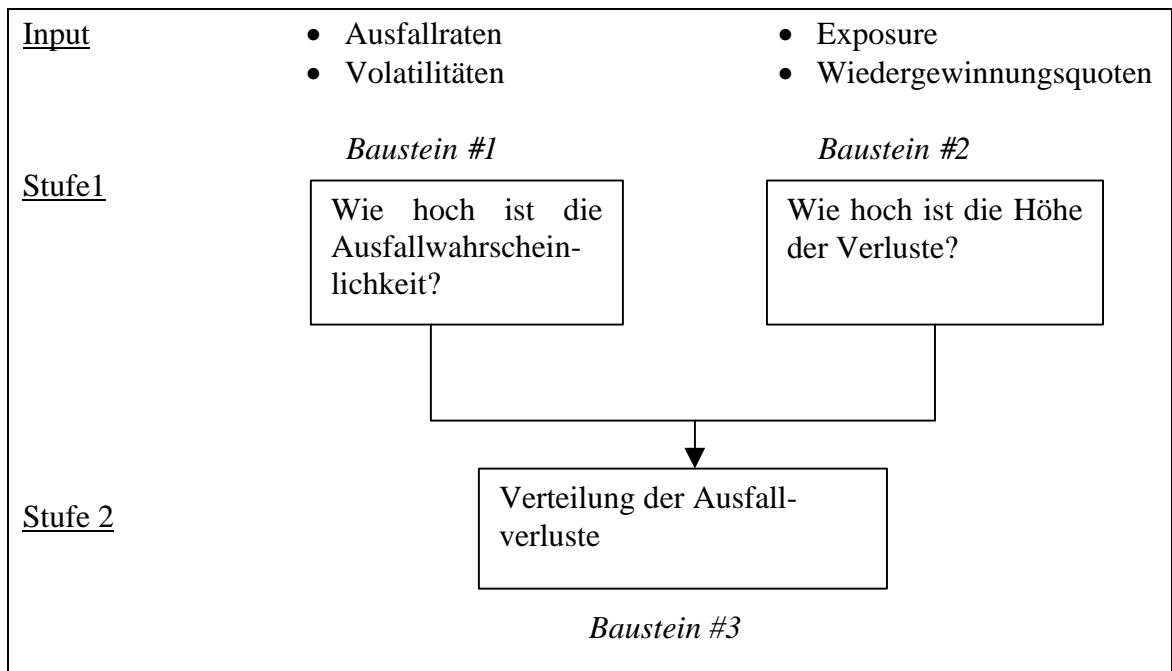 Input
• Ausfallraten
• Volatilitäten
• Exposure
• Wiedergewinnungsquoten
Baustein #1
Baustein #2
Stufe1
Wie hoch ist die
Ausfallwahrschein-
lichkeit?
Wie hoch ist die Höhe
der Verluste?
Stufe 2
Verteilung der Ausfall-
verluste
Baustein #3